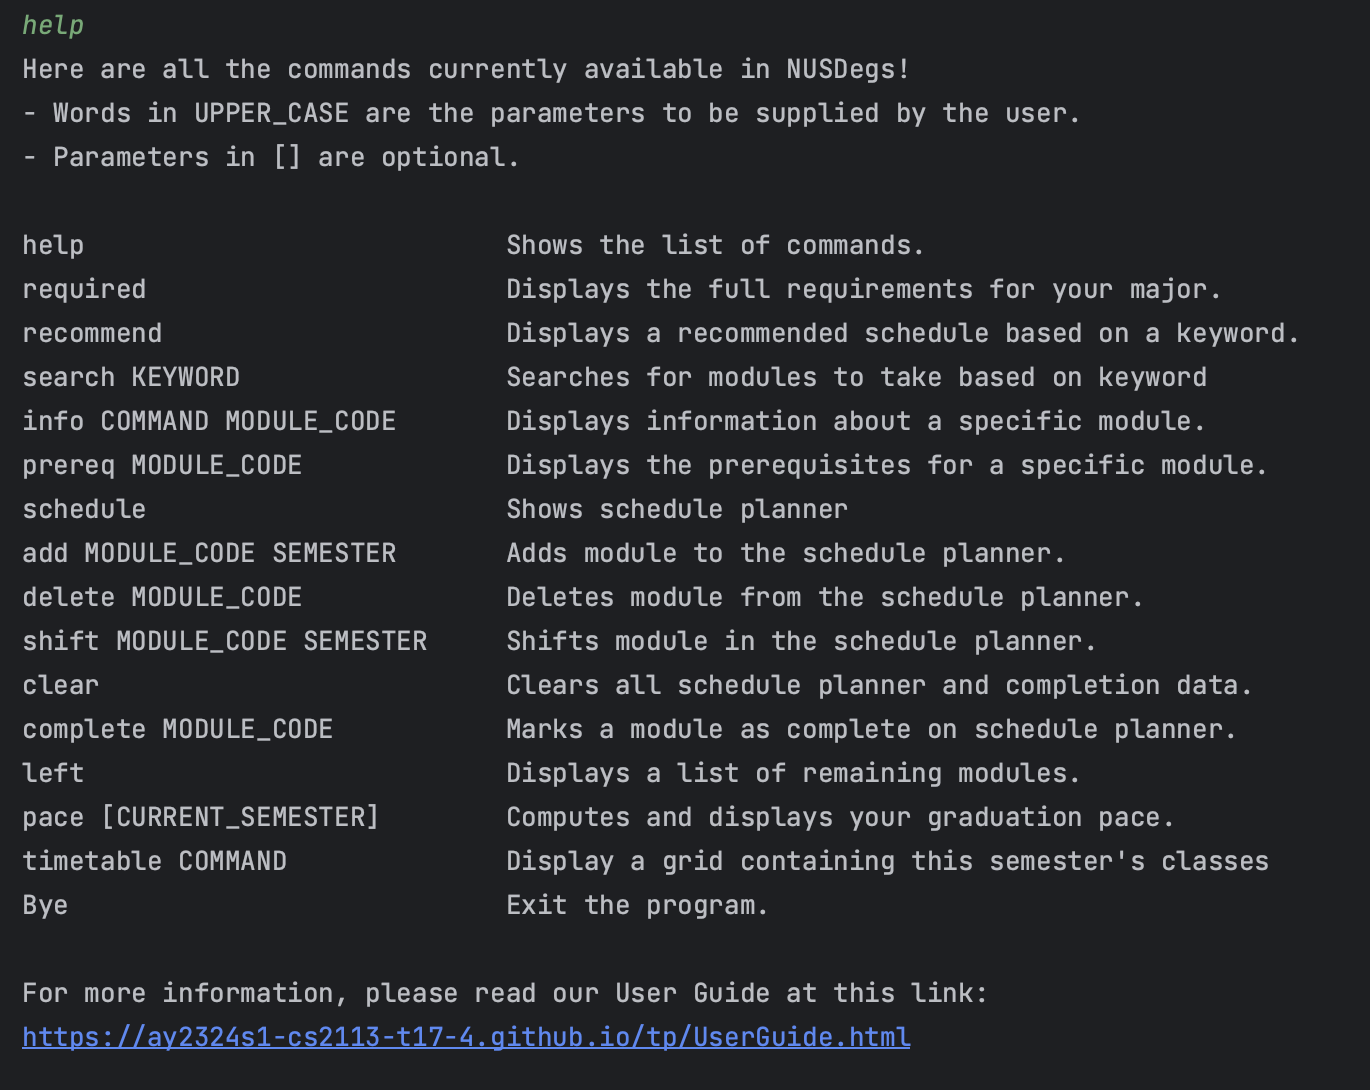 help
Here are all the commands currently available in NUSDegs!
- Words in UPPER_CASE are the parameters to be supplied by the user.
- Parameters in [] are optional.
help Shows the list of commands.
required Displays the full requirements for your major.
recommend Displays a recommended schedule based on a keyword.
search KEYWORD Searches for modules to take based on keyword
info COMMAND MODULE_CODE Displays information about a specific module.
prereq MODULE_CODE Displays the prerequisites for a specific module.
schedule Shows schedule planner
add MODULE_CODE SEMESTER Adds module to the schedule planner.
delete MODULE_CODE Deletes module from the schedule planner.
shift MODULE_CODE SEMESTER Shifts module in the schedule planner.
clear Clears all schedule planner and completion data.
complete MODULE_CODE Marks a module as complete on schedule planner.
left Displays a list of remaining modules.
pace [CURRENT_SEMESTER] Computes and displays your graduation pace.
timetable COMMAND Display a grid containing this semester's classes
Bye Exit the program.
For more information, please read our User Guide at this link:
https://ay2324s1-cs2113-t17-4.github.io/tp/UserGuide.html